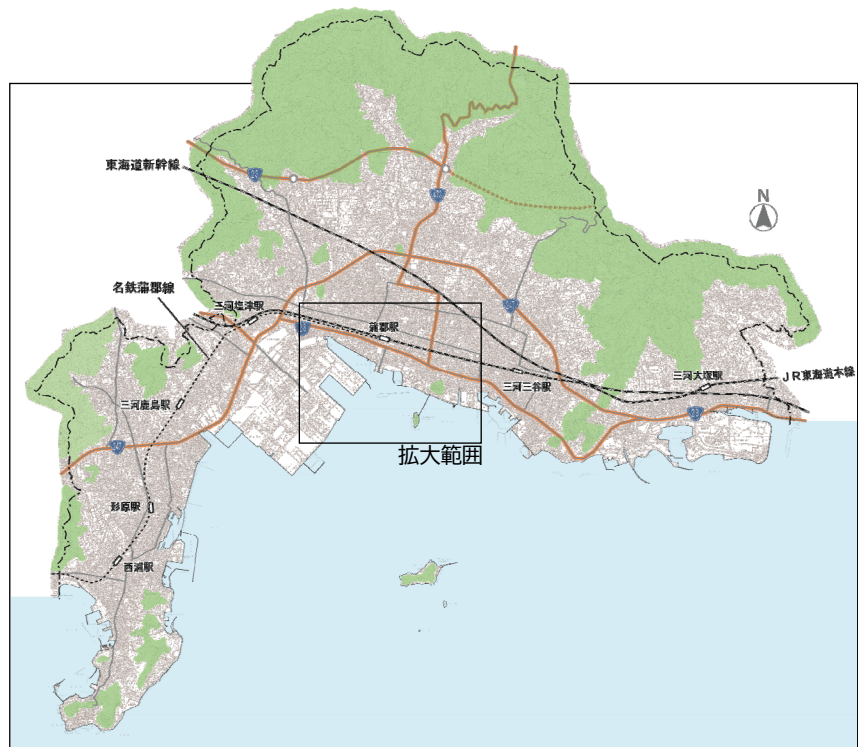 N
東海道新幹線
名鉄蒲郡線
三河塩津駅
蒲郡駅
三河三谷駅
三河大塚駅
JR東海道本線
三河鹿島駅
拡大範囲
形原駅
西浦駅